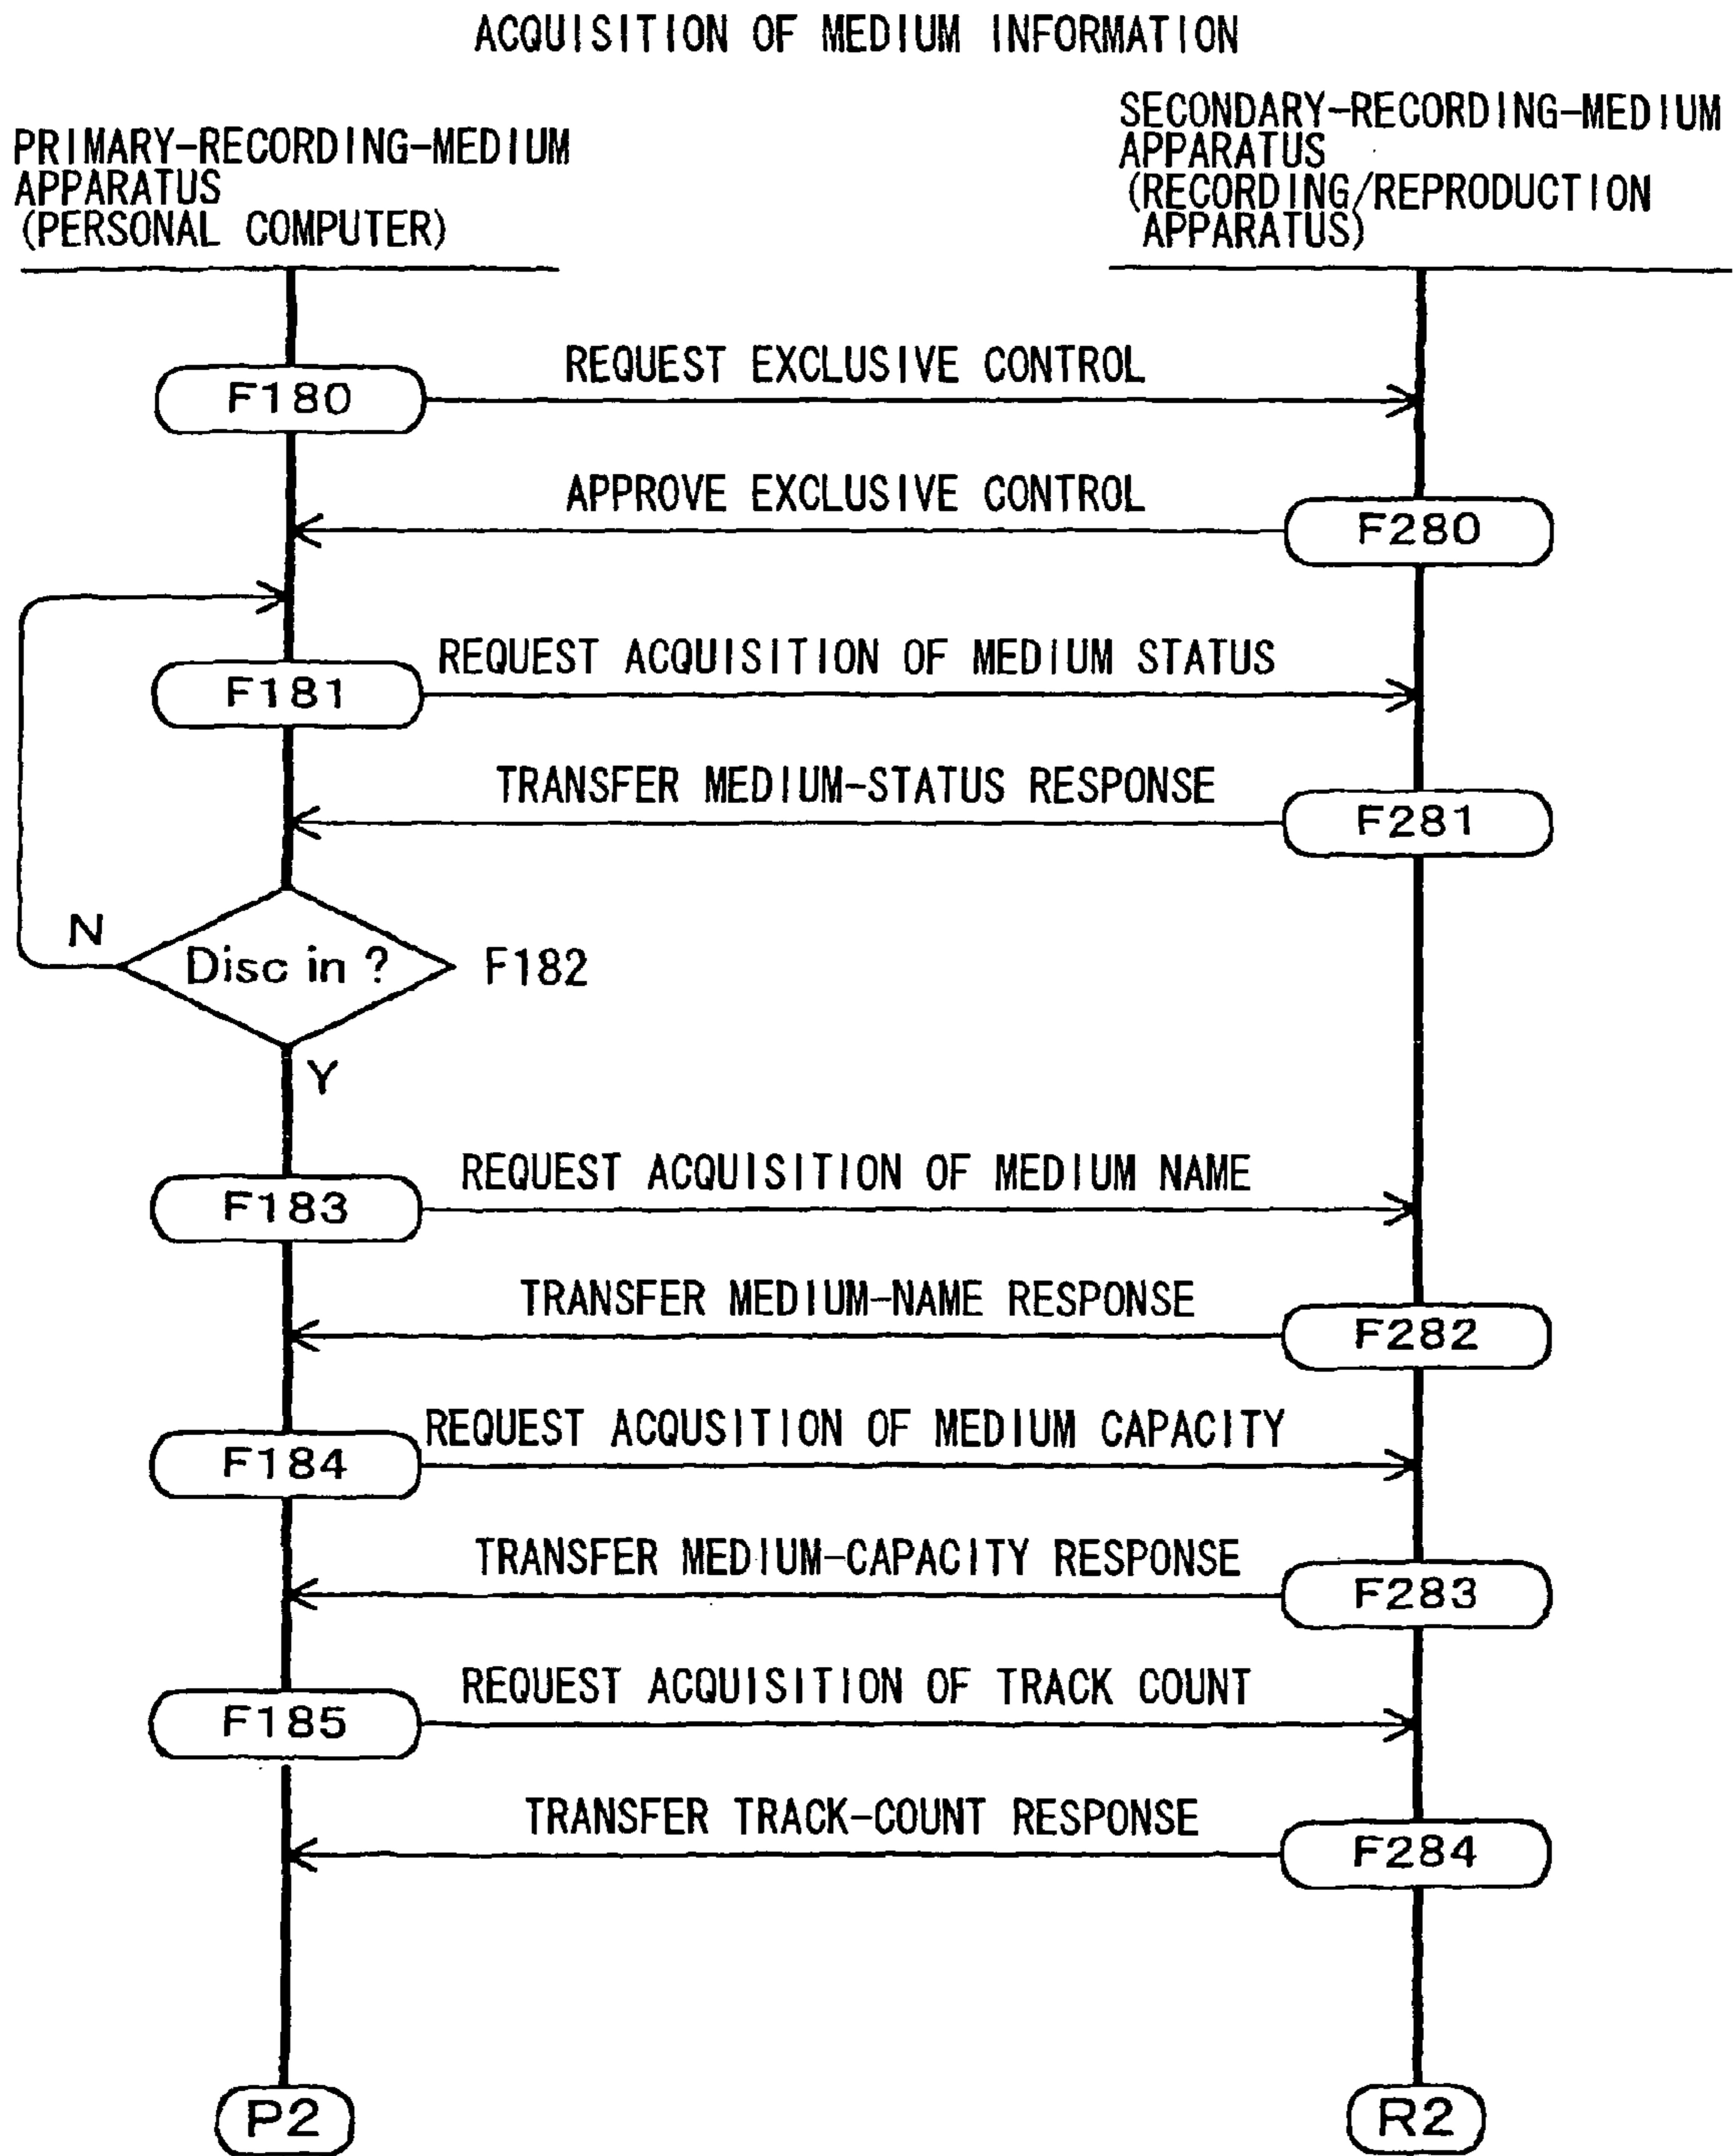 ACQUISITION OF MEDIUM INFORMATION
PRIMARY-RECORDING-MEDIUM
APPARATUS
(PERSONAL COMPUTER)
SECONDARY-RECORDING-MEDIUM
APPARATUS
(RECORDING/REPRODUCTION
APPARATUS)
REQUEST EXCLUSIVE CONTROL
F180
APPROVE EXCLUSIVE CONTROL
F280
REQUEST ACQUISITION OF MEDIUM STATUS
F181
TRANSFER MEDIUM-STATUS RESPONSE
F281
N
Disc in ?
F182
Y
REQUEST ACQUISITION OF MEDIUM NAME
F183
TRANSFER MEDIUM-NAME RESPONSE
F282
REQUEST ACQUSITION OF MEDIUM CAPACITY
F184
TRANSFER MEDIUM-CAPACITY RESPONSE
F283
REQUEST ACQUISITION OF TRACK COUNT
F185
TRANSFER TRACK-COUNT RESPONSE
F284
P2
R2